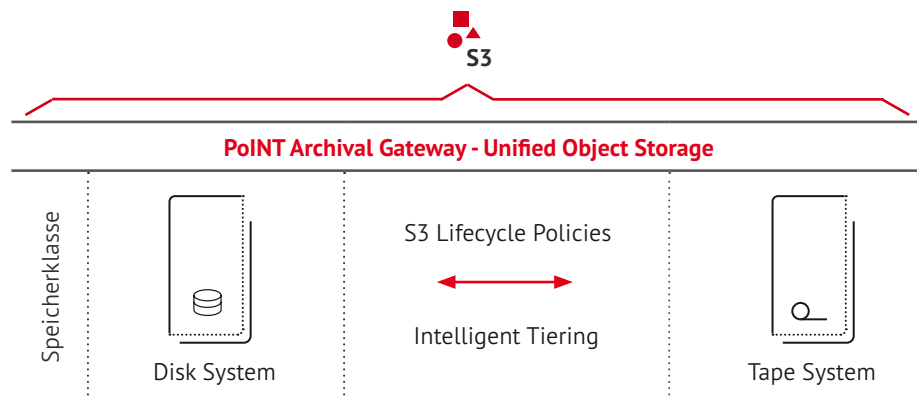 S3
PoINT Archival Gateway - Unified Object Storage
Speicherklasse
Disk System
S3 Lifecycle Policies
Intelligent Tiering
Tape System